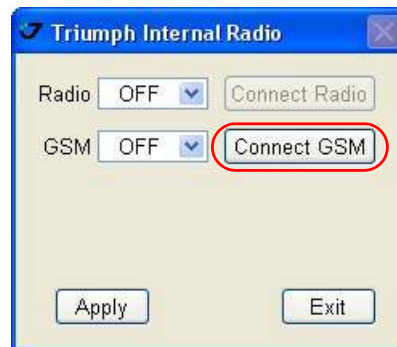 Triumph Internal Radio
Radio OFF Connect Radio
GSM OFF Connect GSM
Apply Exit